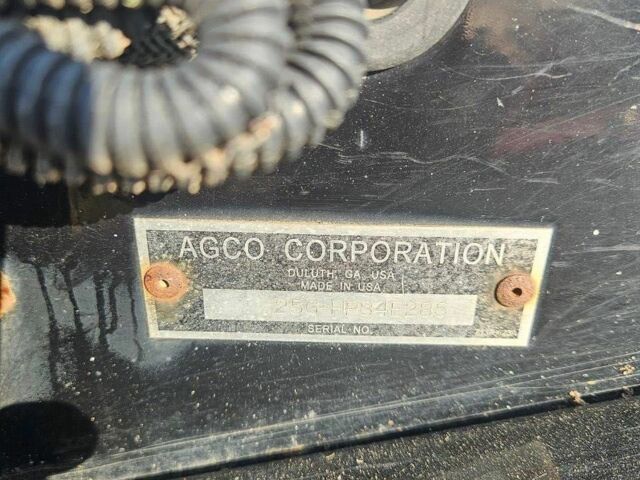 AGCO CORPORATION
DULUTH, GA, USA
MADE IN USA
SERIAL NO.